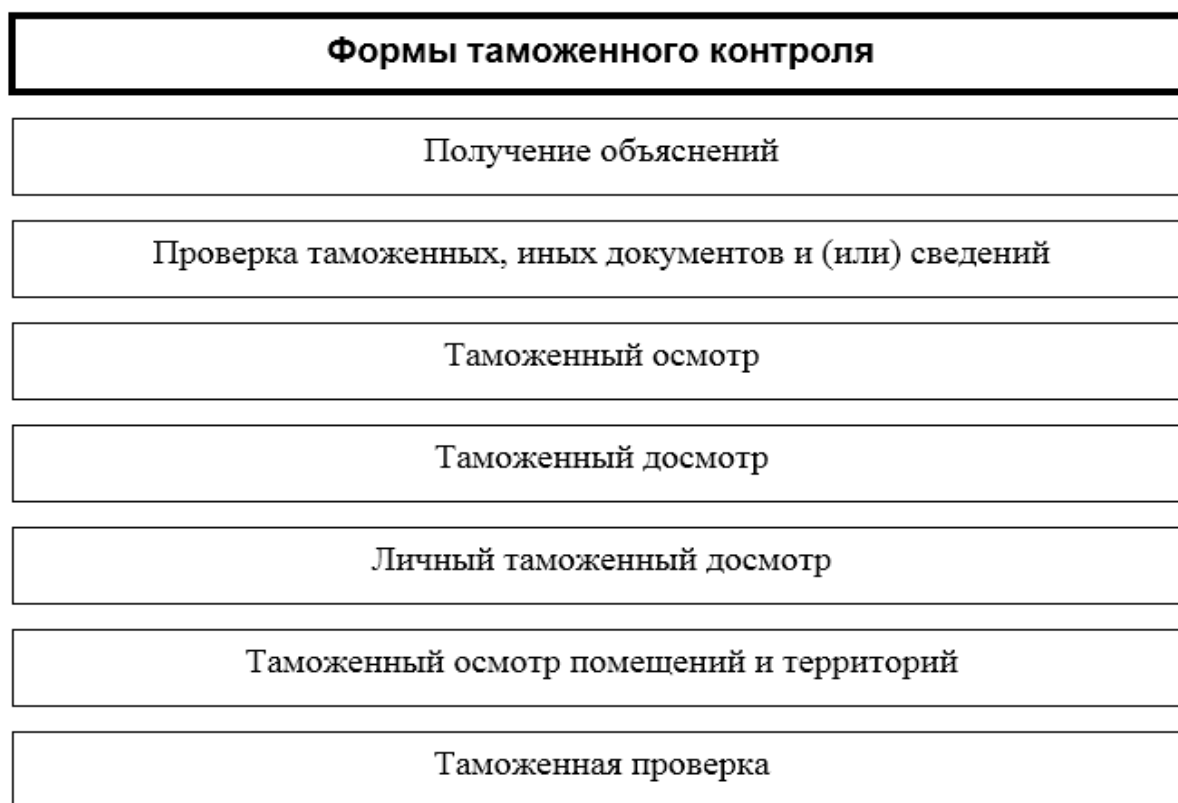 Формы таможенного контроля
Получение объяснений
Проверка таможенных, иных документов и (или) сведений
Таможенный осмотр
Таможенный досмотр
Личный таможенный досмотр
Таможенный осмотр помещений и территорий
Таможенная проверка